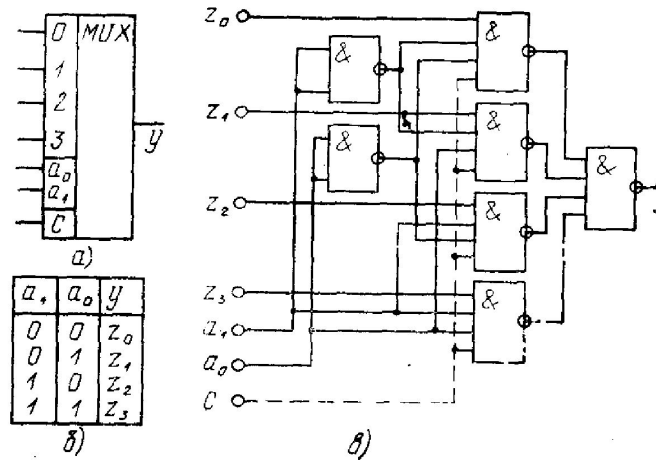 0 MUX
1
2
3
a₀
a₁
C
y
а)
a₁ a₀ y
0 0 z₀
0 1 z₁
1 0 z₂
1 1 z₃
б)
z₀
z₁
z₂
z₃
a₁
a₀
C
&
&
&
&
&
&
&
в)